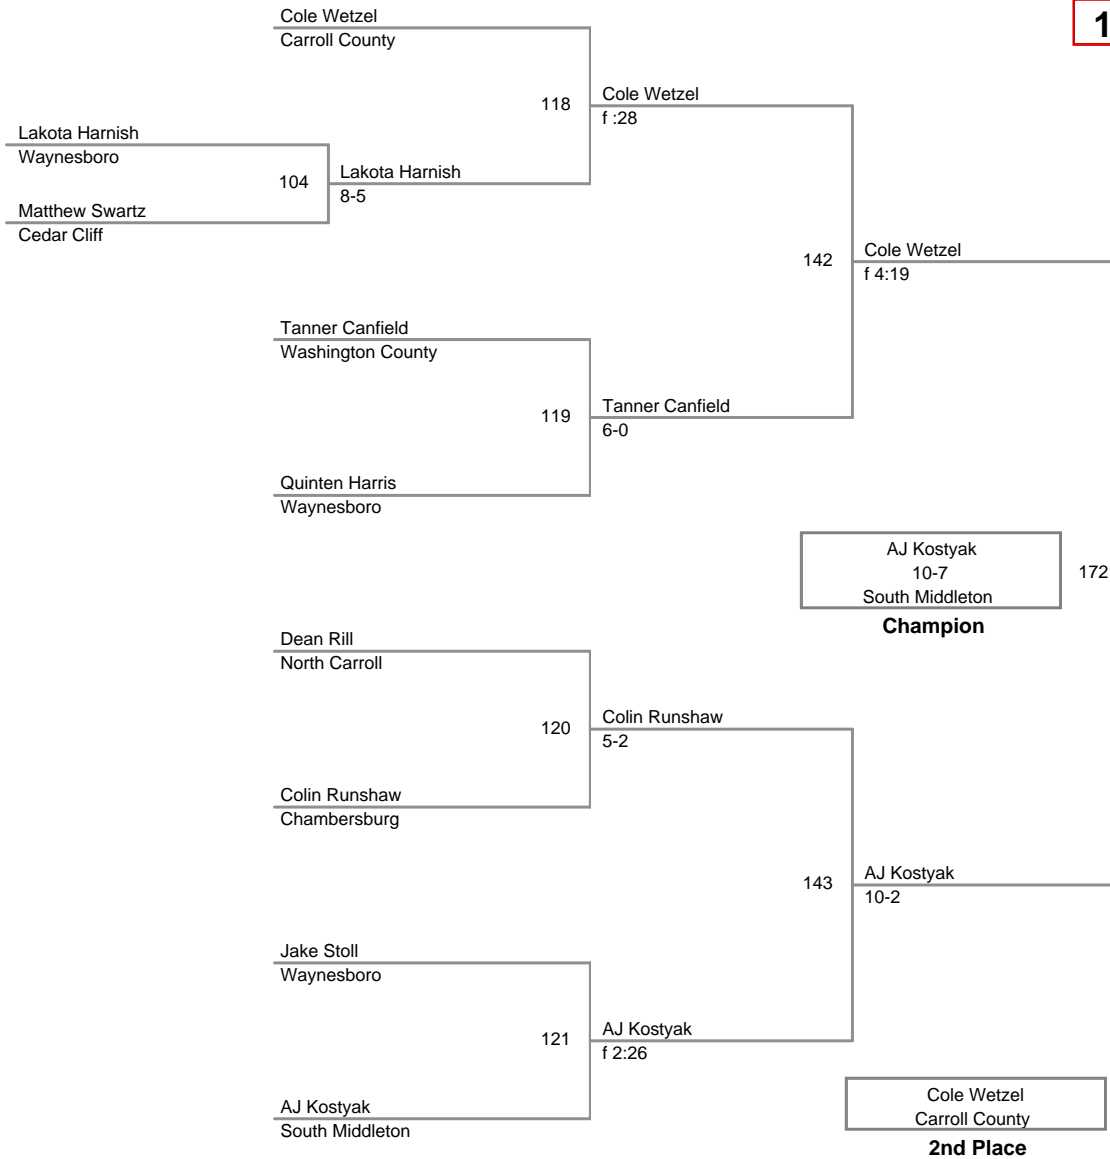 Cole Wetzel
Carroll County
1
118
Cole Wetzel
f :28
Lakota Harnish
Waynesboro
104
Lakota Harnish
8-5
Matthew Swartz
Cedar Cliff
142
Cole Wetzel
f 4:19
Tanner Canfield
Washington County
119
Tanner Canfield
6-0
Quinten Harris
Waynesboro
AJ Kostyak
10-7
South Middleton
172
Champion
Dean Rill
North Carroll
120
Colin Runshaw
5-2
Colin Runshaw
Chambersburg
143
AJ Kostyak
10-2
Jake Stoll
Waynesboro
121
AJ Kostyak
f 2:26
AJ Kostyak
South Middleton
Cole Wetzel
Carroll County
2nd Place